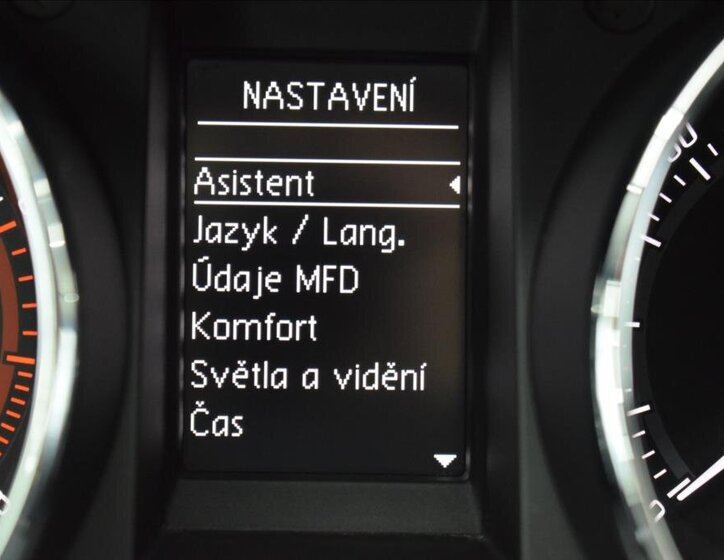 NASTAVENÍ
Asistent
Jazyk / Lang.
Údaje MFD
Komfort
Světla a vidění
Čas